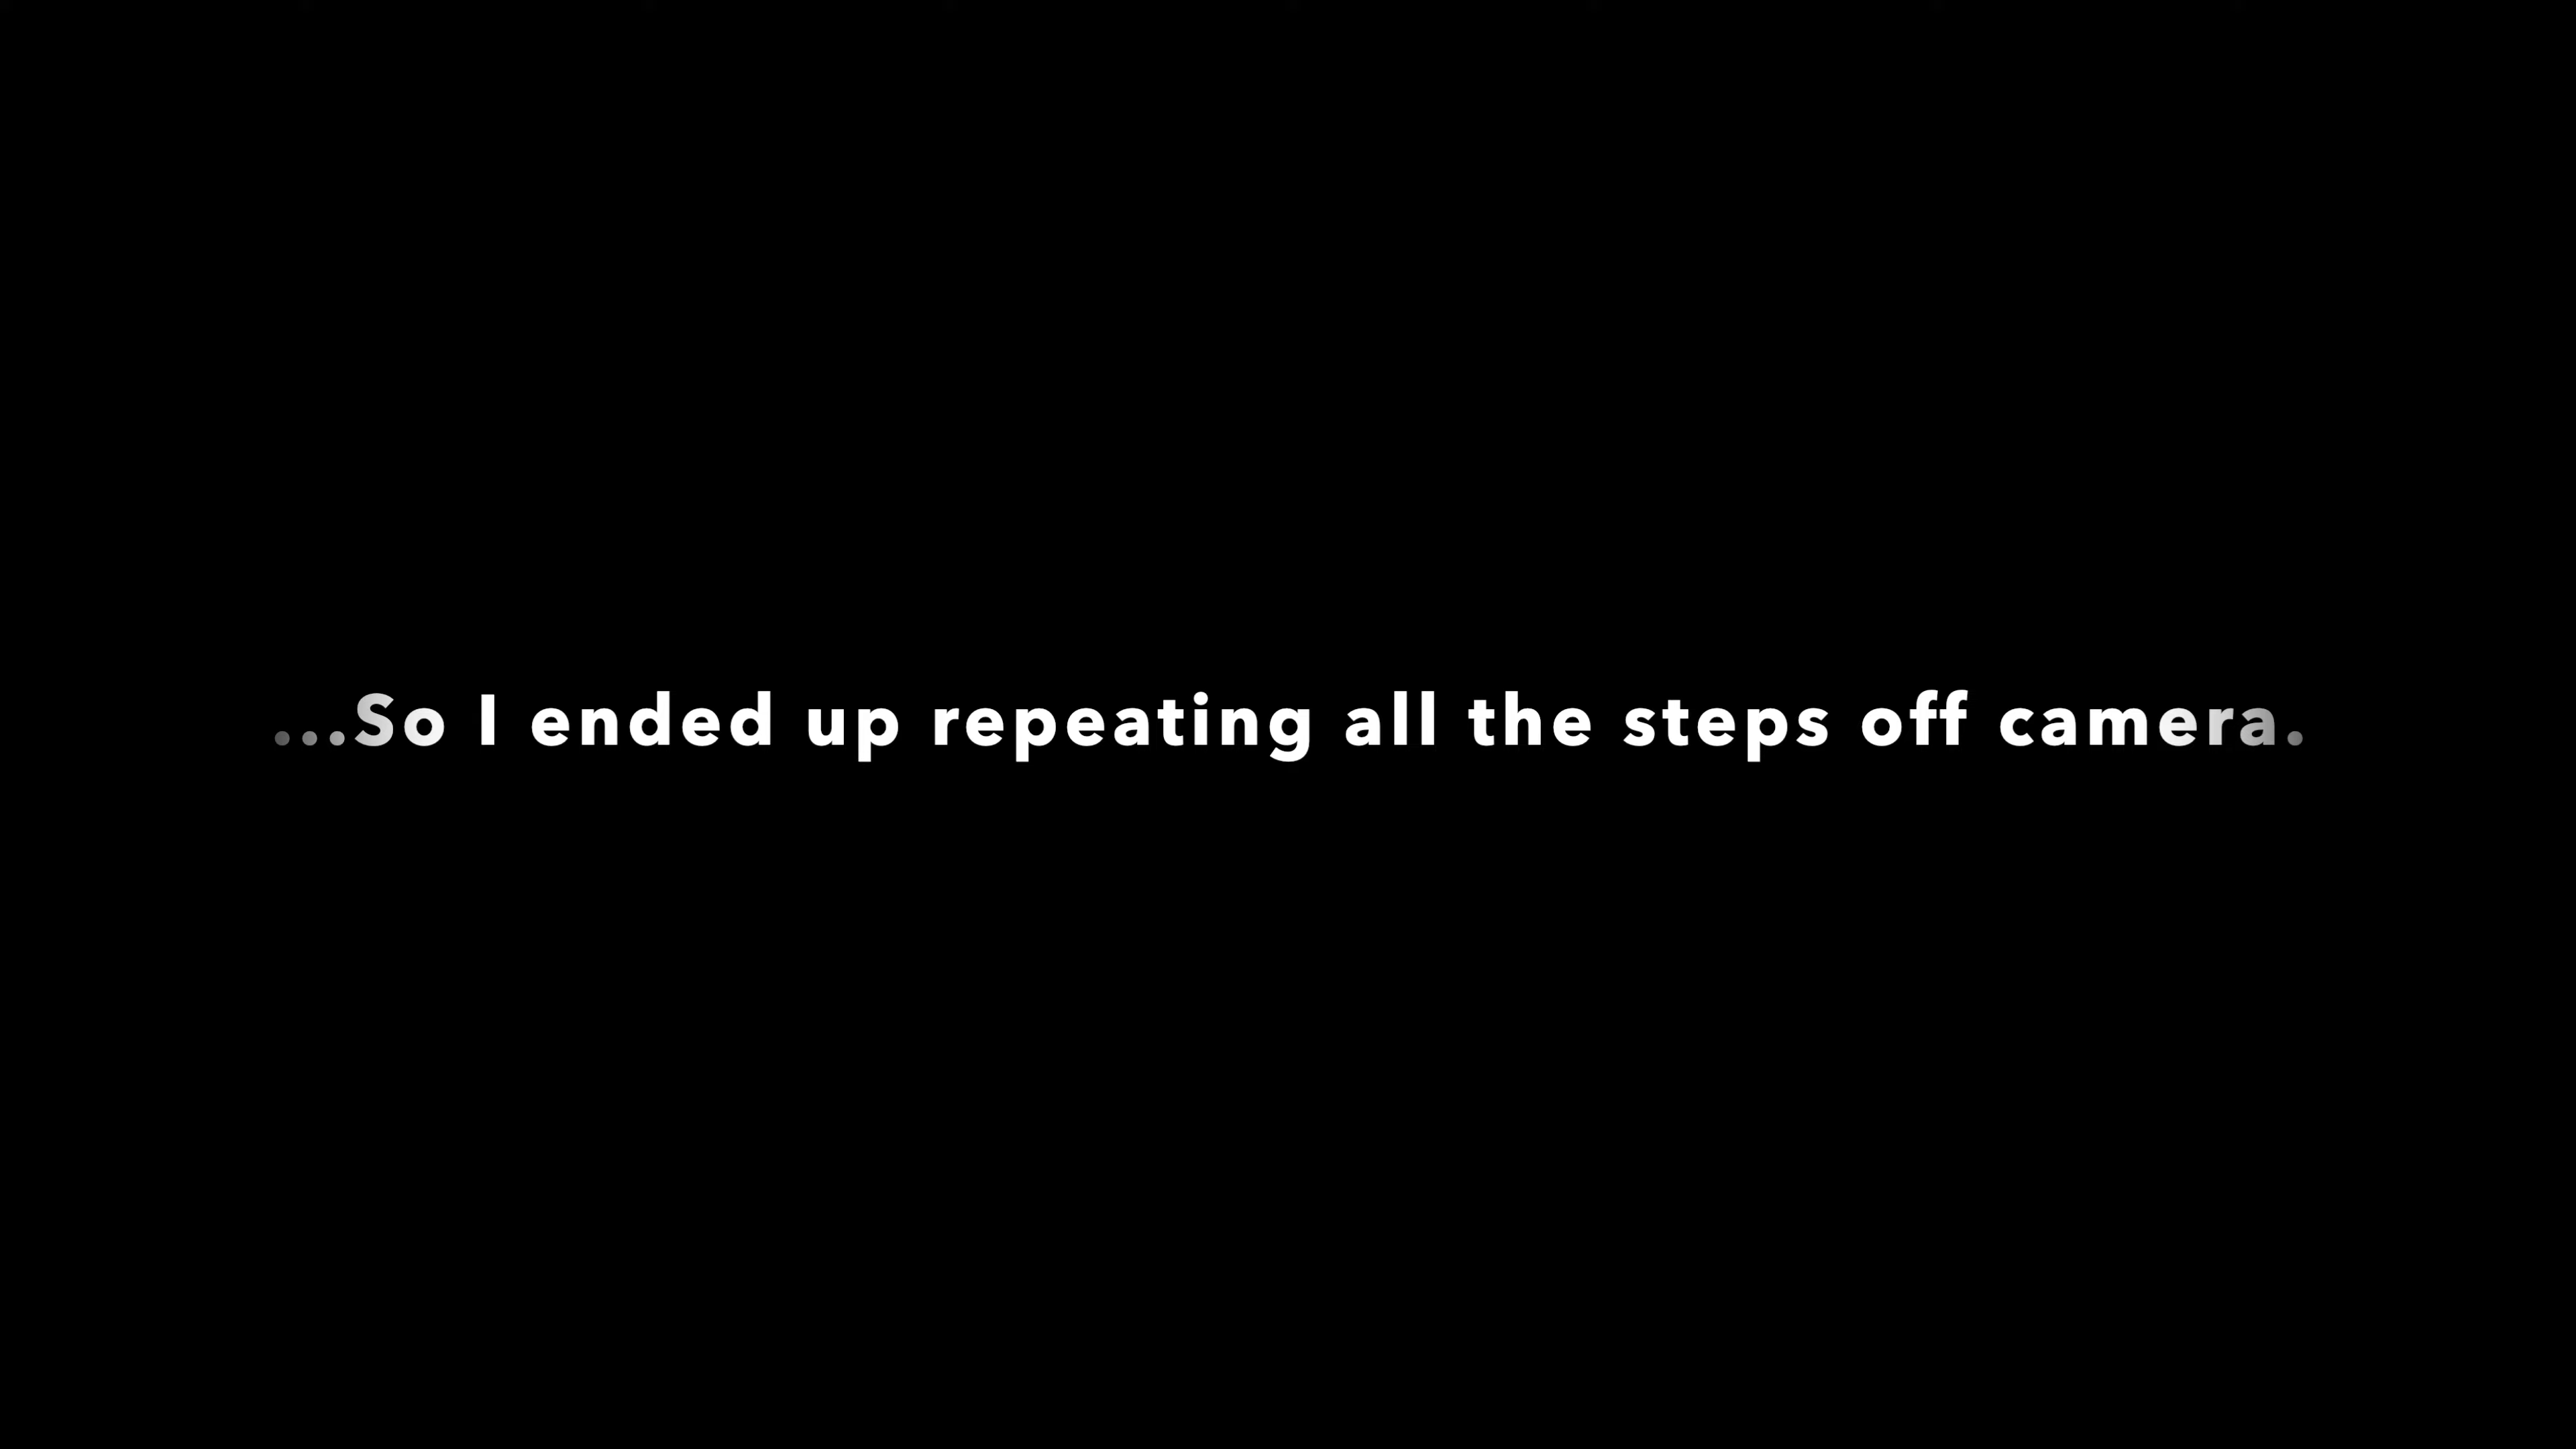 ...So I ended up repeating all the steps off camera.